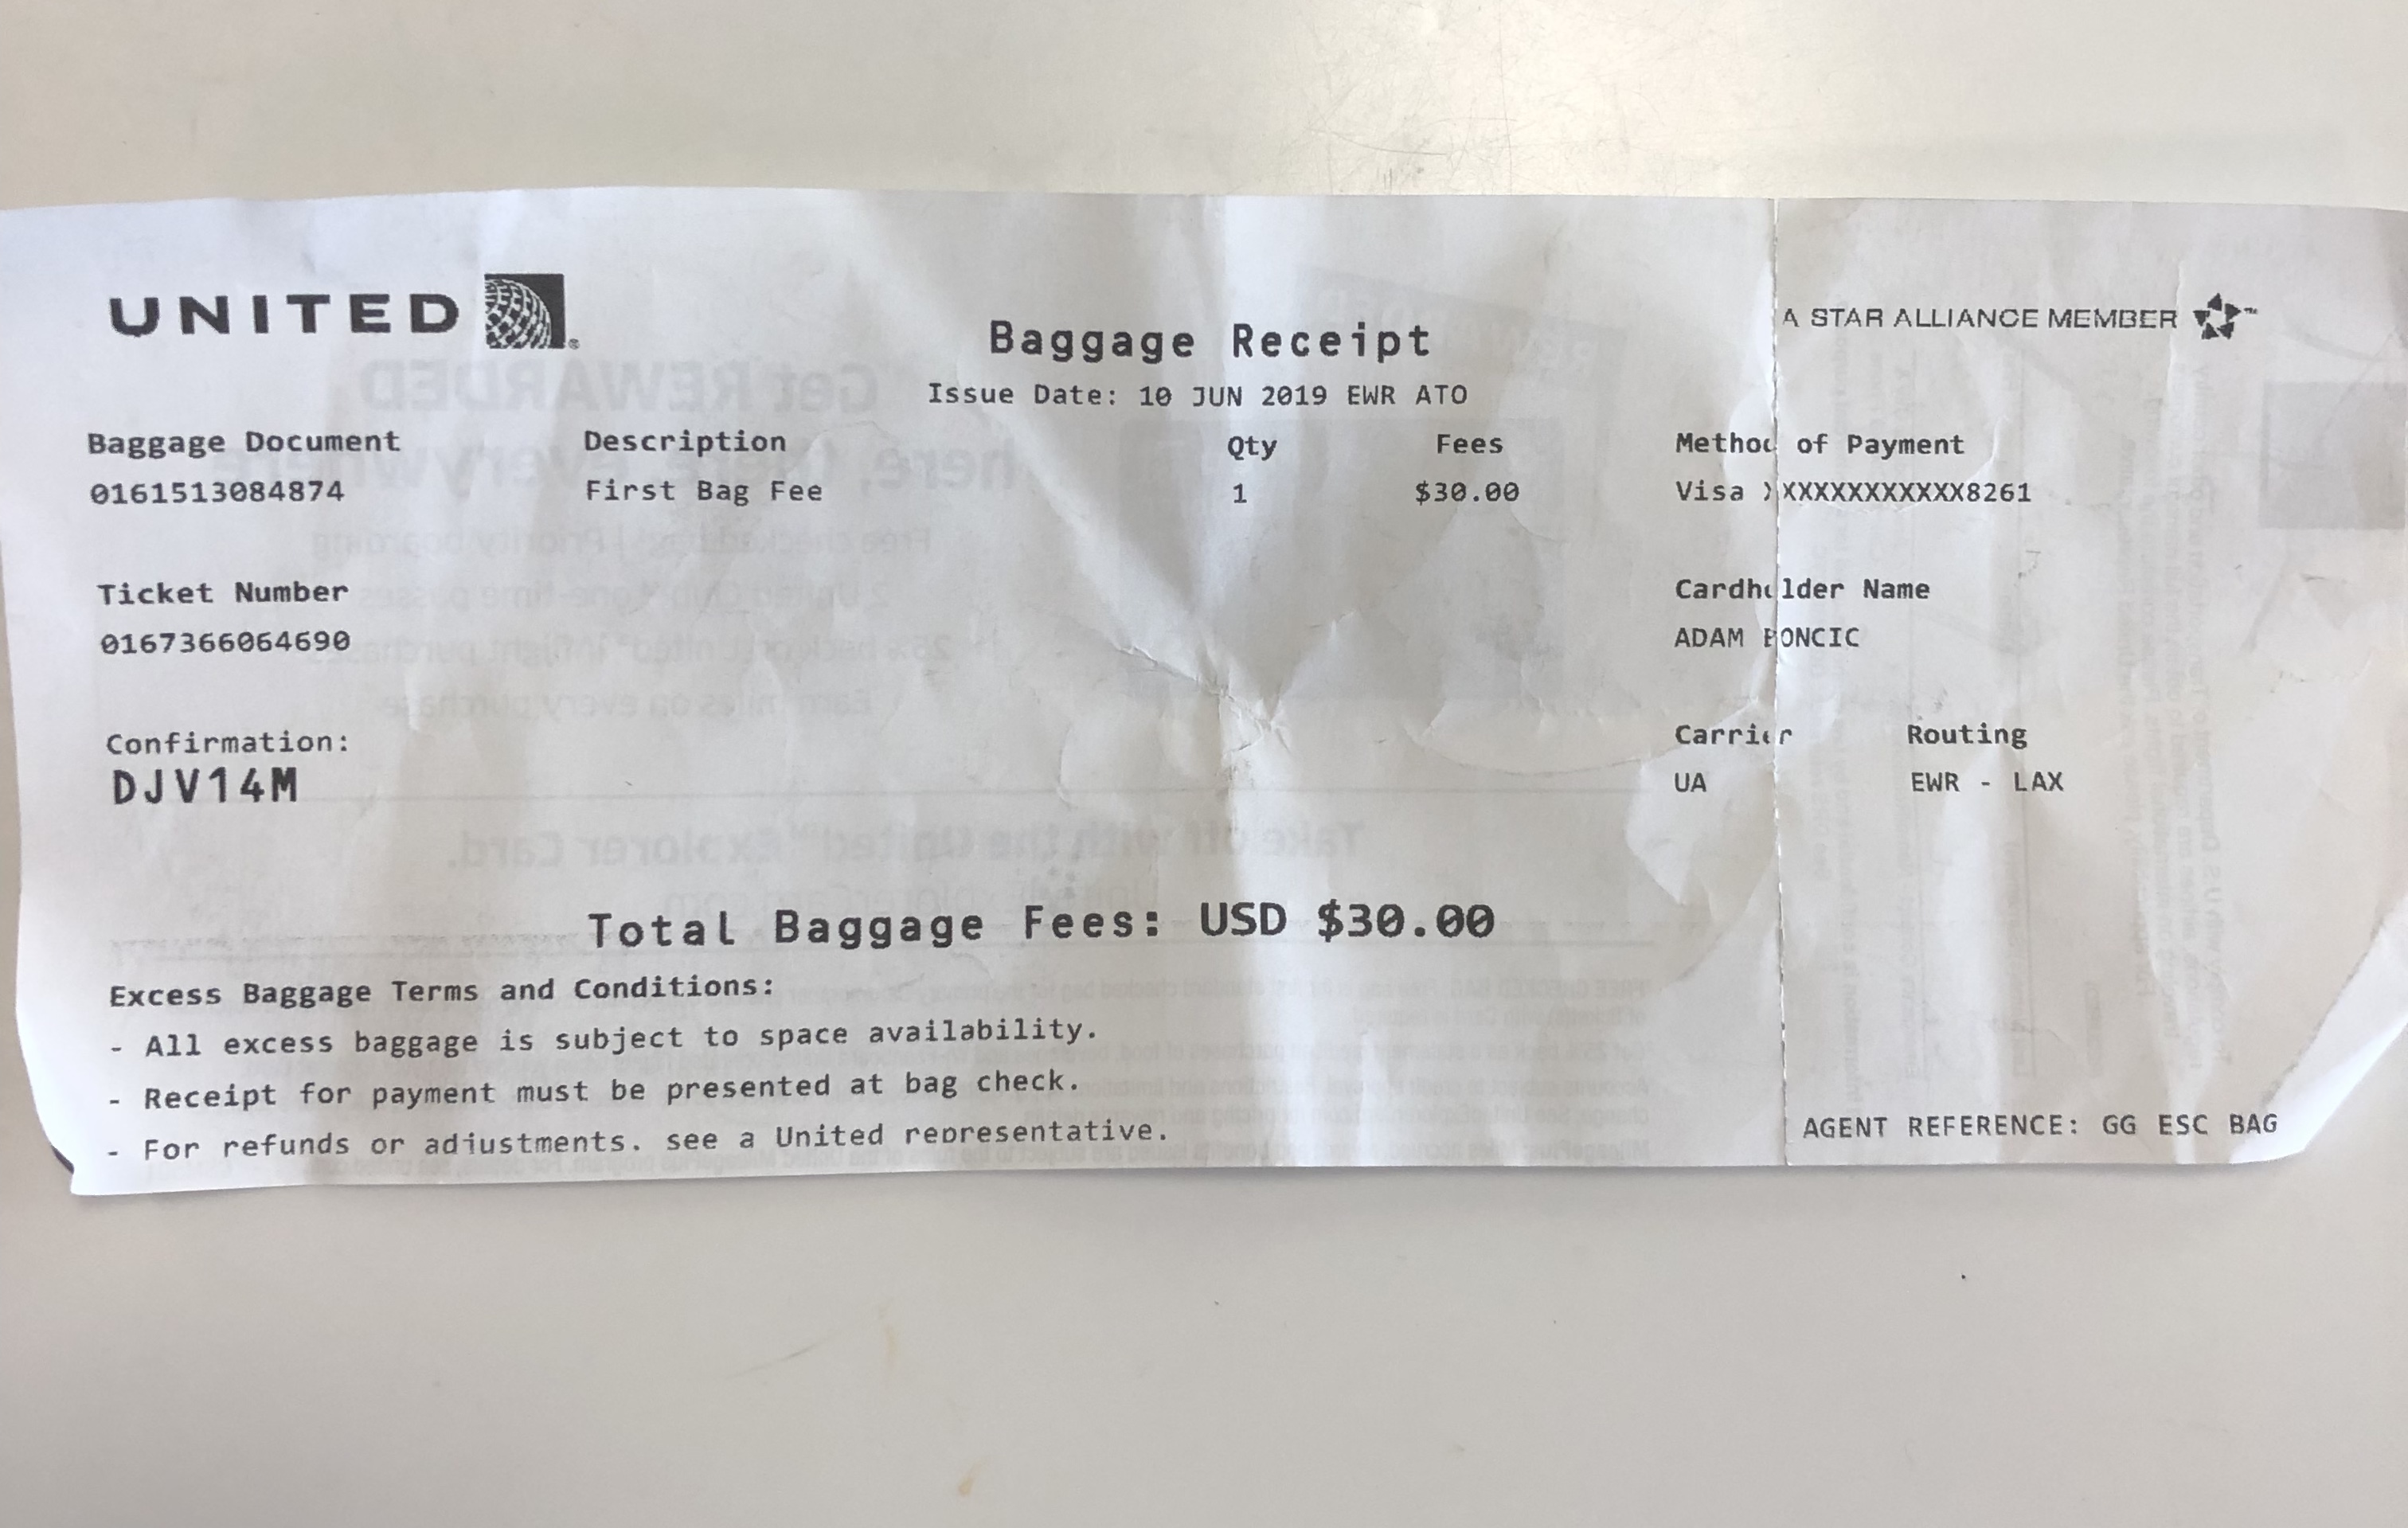 UNITED
A STAR ALLIANCE MEMBER
Baggage Receipt
Issue Date: 10 JUN 2019 EWR ATO
Baggage Document Description Qty Fees Method of Payment
0161513084874 First Bag Fee 1 $30.00 Visa XXXXXXXXXXXX8261
Ticket Number Cardholder Name
0167366064690 ADAM
Confirmation: Carrier Routing
DJV14M UA EWR - LAX
Total Baggage Fees: USD $30.00
Excess Baggage Terms and Conditions:
- All excess baggage is subject to space availability.
- Receipt for payment must be presented at bag check.
- For refunds or adjustments, see a United representative.
AGENT REFERENCE: GG ESC BAG